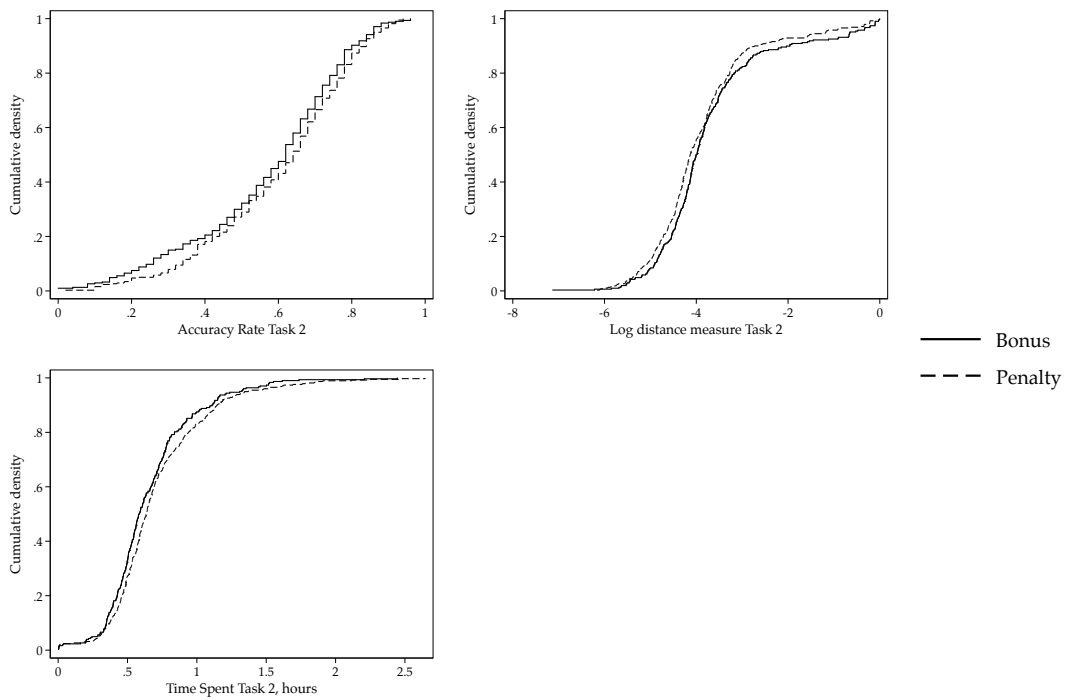 Cumulative density
1
.8
.6
.4
.2
0
0 .2 .4 .6 .8 1
Accuracy Rate Task 2
Cumulative density
1
.8
.6
.4
.2
0
-8 -6 -4 -2 0
Log distance measure Task 2
Cumulative density
1
.8
.6
.4
.2
0
0 .5 1 1.5 2 2.5
Time Spent Task 2, hours
Bonus
Penalty